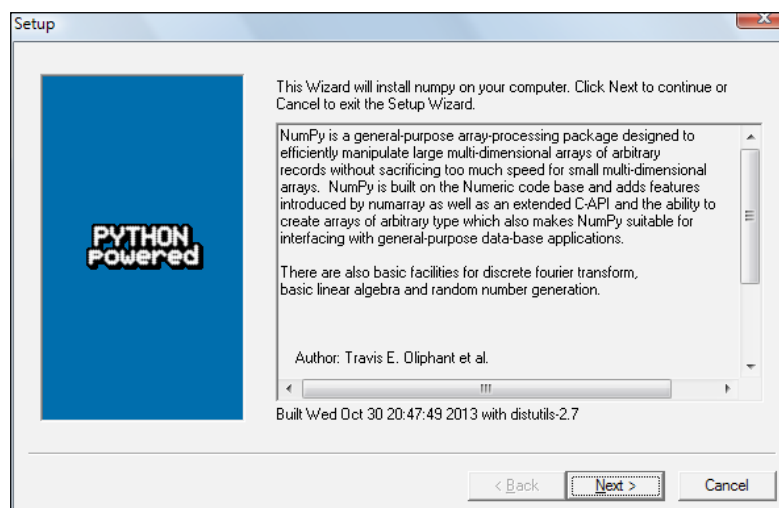 Setup
This Wizard will install numpy on your computer. Click Next to continue or
Cancel to exit the Setup Wizard.
NumPy is a general-purpose array-processing package designed to
efficiently manipulate large multi-dimensional arrays of arbitrary
records without sacrificing too much speed for small multi-dimensional
arrays.  NumPy is built on the Numeric code base and adds features
introduced by numarray as well as an extended C-API and the ability to
create arrays of arbitrary type which also makes NumPy suitable for
interfacing with general-purpose data-base applications.
There are also basic facilities for discrete fourier transform,
basic linear algebra and random number generation.
Author: Travis E. Oliphant et al.
PYTHON
Powered
Built Wed Oct 30 20:47:49 2013 with distutils-2.7
< Back
Next >
Cancel